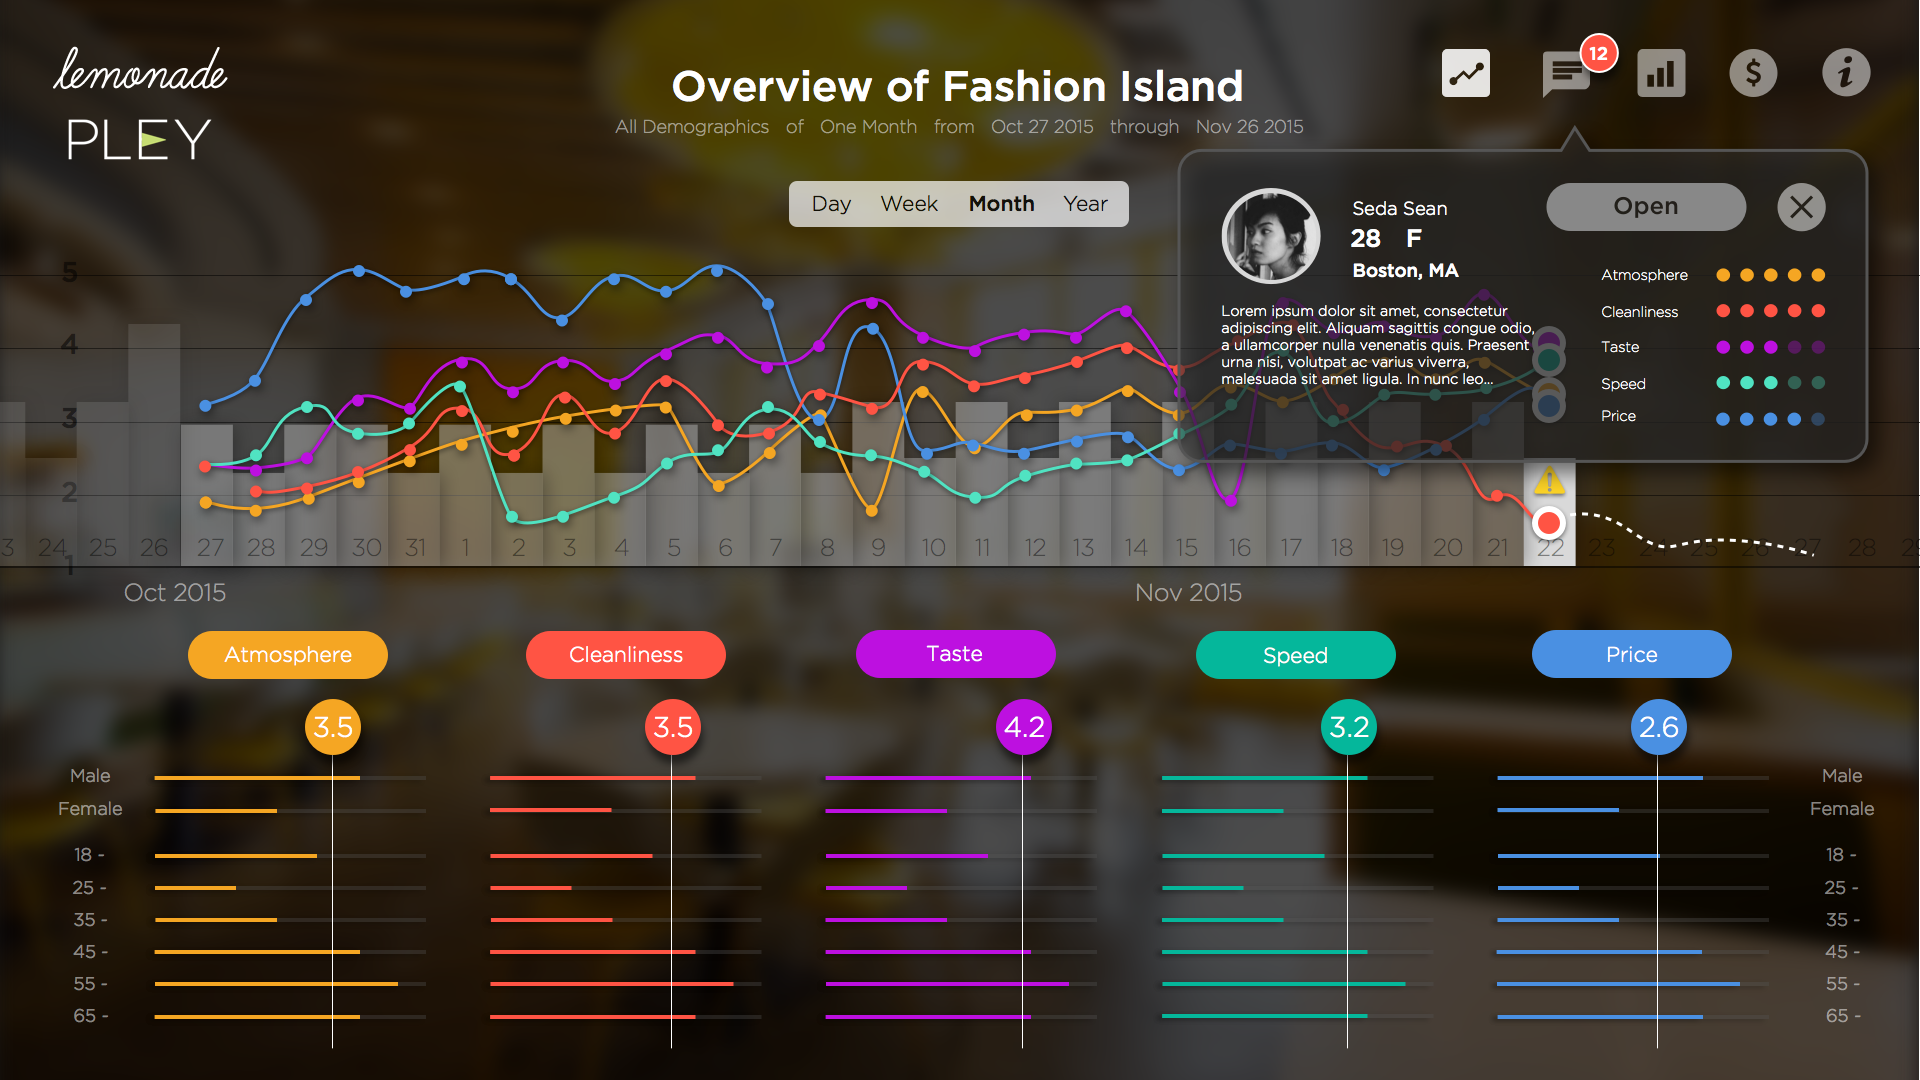 lemonade
PLEY
Overview of Fashion Island
All Demographics of One Month from Oct 27 2015 through Nov 26 2015
12
Day Week Month Year
Seda Sean
28 F
Boston, MA
Open
Lorem ipsum dolor sit amet, consectetur
adipiscing elit. Aliquam sagittis congue odio,
a ullamcorper nulla venenatis quis. Praesent
urna nisi, volutpat ac varius viverra,
malesuada sit amet ligula. In nunc leo...
Atmosphere
Cleanliness
Taste
Speed
Price
5
4
3
2
1
3 24 25 26 27 28 29 30 31 1 2 3 4 5 6 7 8 9 10 11 12 13 14 15 16 17 18 19 20 21 22 23 24 25 26 27 28 29
Oct 2015 Nov 2015
Atmosphere Cleanliness Taste Speed Price
3.5 3.5 4.2 3.2 2.6
Male Male
Female Female
18 - 18 -
25 - 25 -
35 - 35 -
45 - 45 -
55 - 55 -
65 - 65 -